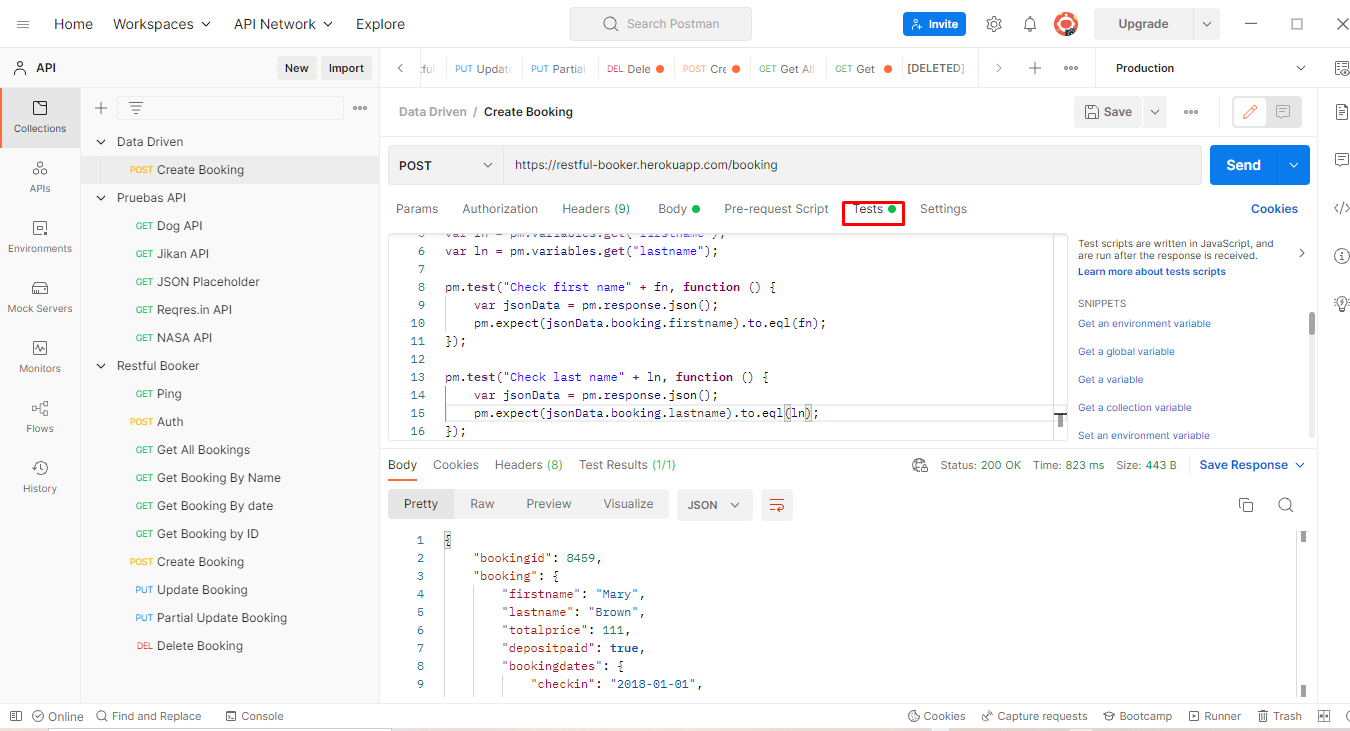 Home Workspaces API Network Explore Search Postman Invite Upgrade
API New Import PUT Update PUT Partial DEL Dele POST Cre GET Get All GET Get [DELETED] Production
Data Driven / Create Booking Save
Collections
APIs
Environments
Mock Servers
Monitors
Flows
History
Data Driven
POST Create Booking
Pruebas API
GET Dog API
GET Jikan API
GET JSON Placeholder
GET Reqres.in API
GET NASA API
Restful Booker
GET Ping
POST Auth
GET Get All Bookings
GET Get Booking By Name
GET Get Booking By date
GET Get Booking by ID
POST Create Booking
PUT Update Booking
PUT Partial Update Booking
DEL Delete Booking
POST https://restful-booker.herokuapp.com/booking Send
Params Authorization Headers (9) Body Pre-request Script Tests Settings Cookies
5 var ln = pm.variables.get("firstname");
6 var ln = pm.variables.get("lastname");
7
8 pm.test("Check first name" + fn, function () {
9 var jsonData = pm.response.json();
10 pm.expect(jsonData.booking.firstname).to.eql(fn);
11 });
12
13 pm.test("Check last name" + ln, function () {
14 var jsonData = pm.response.json();
15 pm.expect(jsonData.booking.lastname).to.eql(ln);
16 });
Test scripts are written in JavaScript, and
are run after the response is received.
Learn more about tests scripts
SNIPPETS
Get an environment variable
Get a global variable
Get a variable
Get a collection variable
Set an environment variable
Body Cookies Headers (8) Test Results (1/1) Status: 200 OK Time: 823 ms Size: 443 B Save Response
Pretty Raw Preview Visualize JSON
1 {
2 "bookingid": 8459,
3 "booking": {
4 "firstname": "Mary",
5 "lastname": "Brown",
6 "totalprice": 111,
7 "depositpaid": true,
8 "bookingdates": {
9 "checkin": "2018-01-01",
Online Find and Replace Console Cookies Capture requests Bootcamp Runner Trash